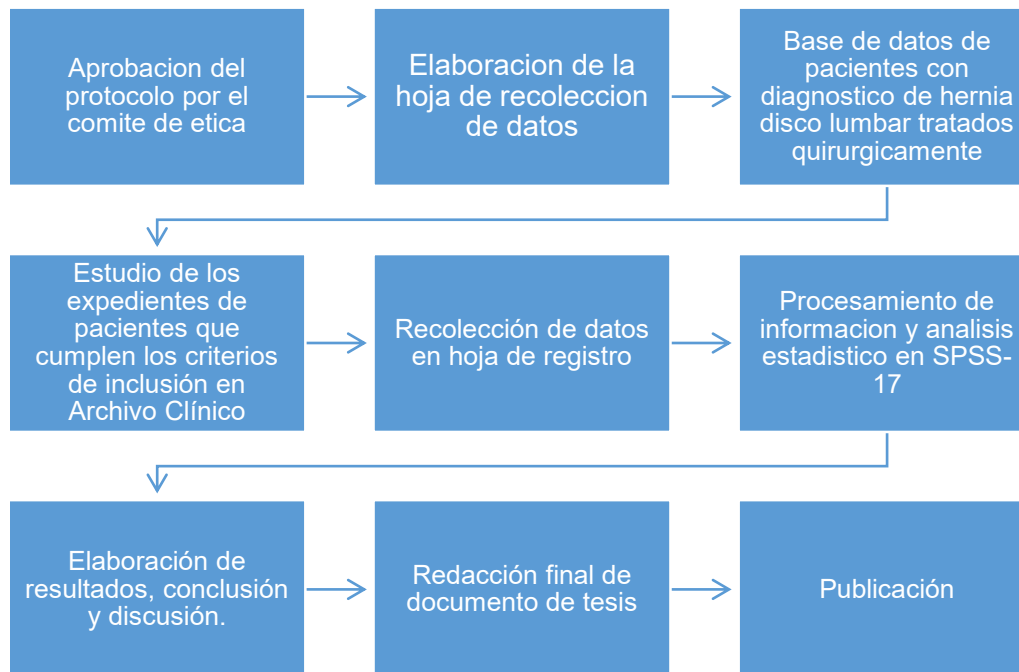 Aprobacion del
protocolo por el
comite de etica
Elaboracion de la
hoja de recoleccion
de datos
Base de datos de
pacientes con
diagnostico de hernia
disco lumbar tratados
quirurgicamente
Estudio de los
expedientes de
pacientes que
cumplen los criterios
de inclusión en
Archivo Clínico
Recolección de datos
en hoja de registro
Procesamiento de
informacion y analisis
estadistico en SPSS-
17
Elaboración de
resultados, conclusión
y discusión.
Redacción final de
documento de tesis
Publicación